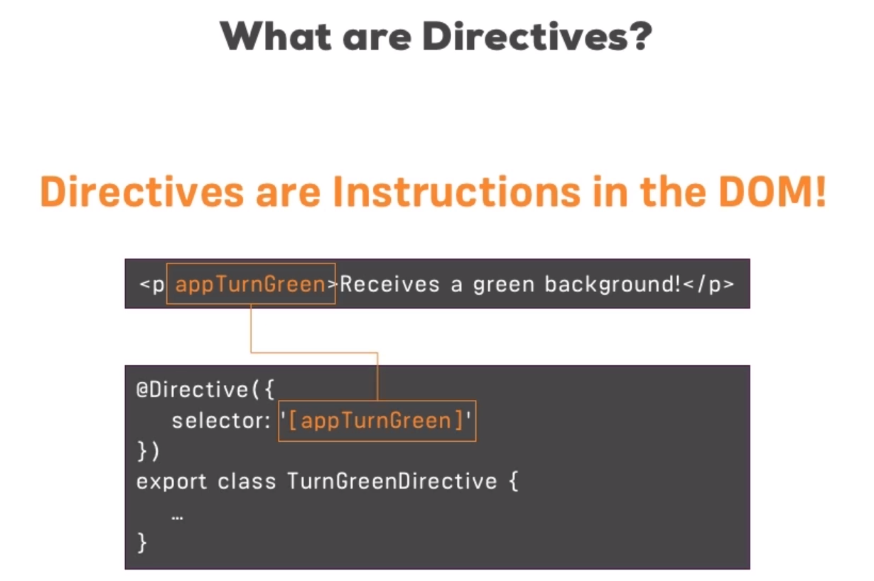 What are Directives?
Directives are Instructions in the DOM!
<p appTurnGreen>Receives a green background!</p>
@Directive({
selector: '[appTurnGreen]'
})
export class TurnGreenDirective {
…
}